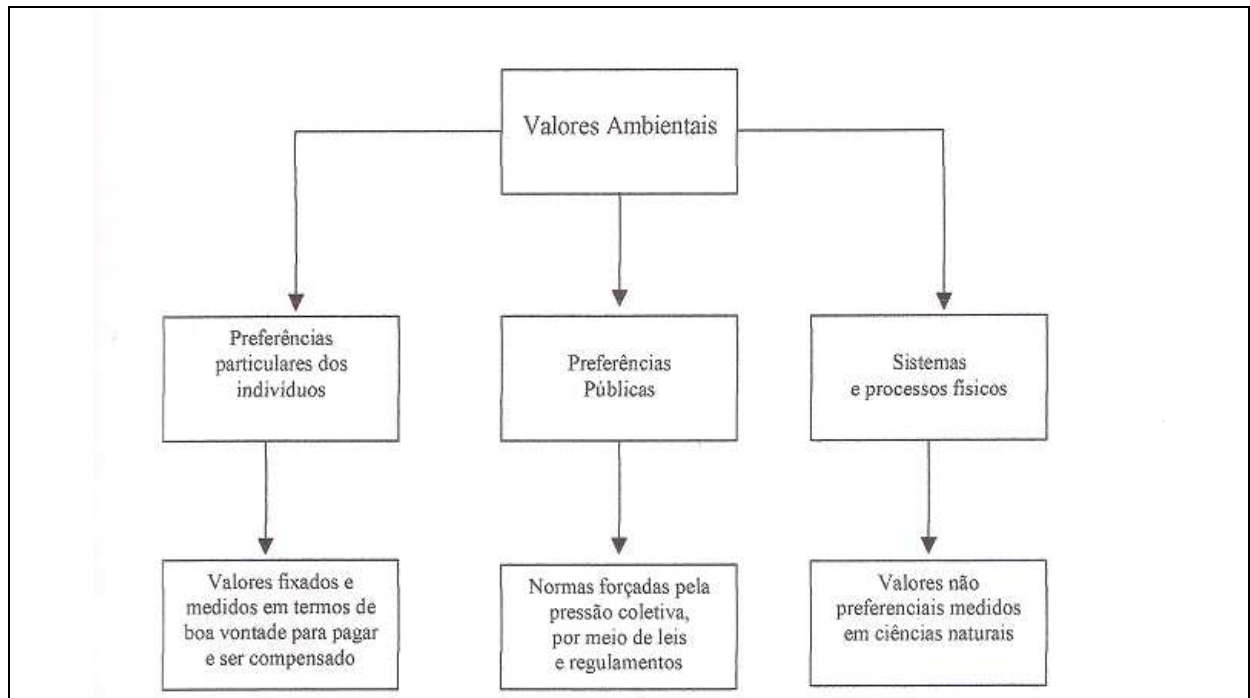 Valores Ambientais
Preferências
particulares dos
indivíduos
Preferências
Públicas
Sistemas
e processos físicos
Valores fixados e
medidos em termos de
boa vontade para pagar
e ser compensado
Normas forçadas pela
pressão coletiva,
por meio de leis
e regulamentos
Valores não
preferenciais medidos
em ciências naturais